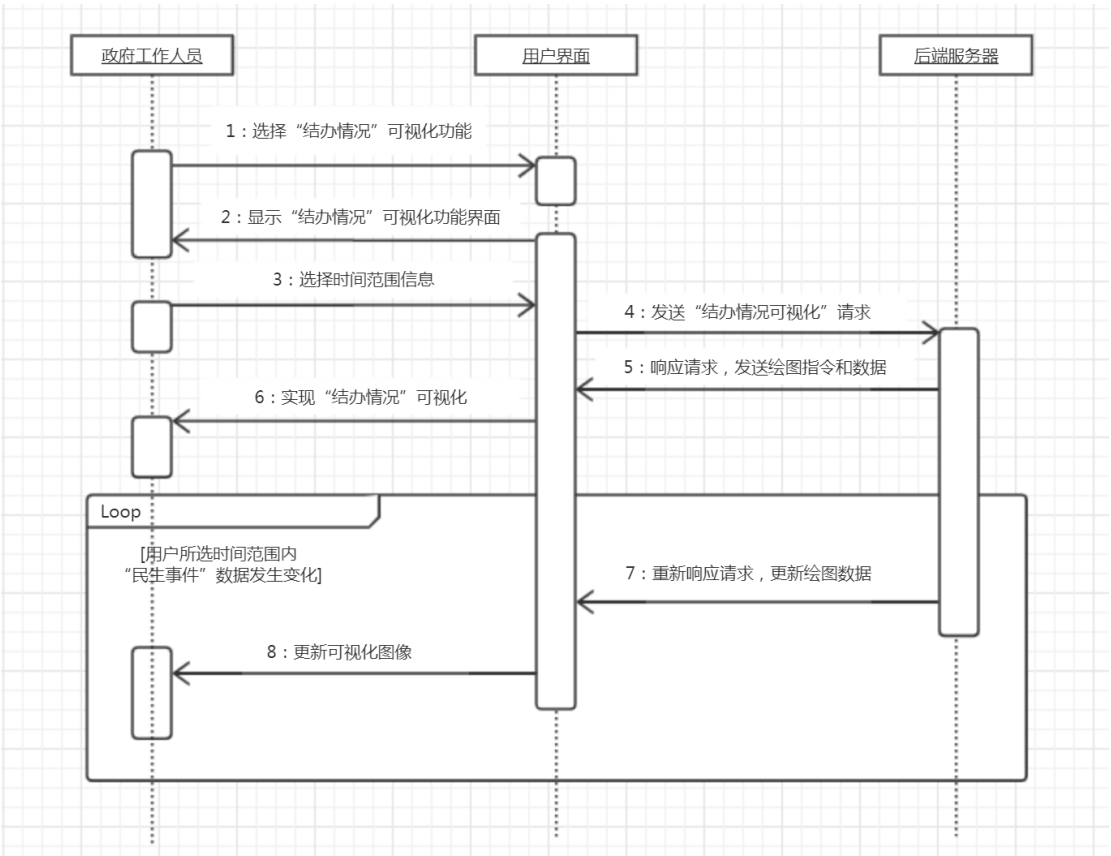 政府工作人员
用户界面
后端服务器
1：选择“结办情况”可视化功能
2：显示“结办情况”可视化功能界面
3：选择时间范围信息
4：发送“结办情况可视化”请求
5：响应请求，发送绘图指令和数据
6：实现“结办情况”可视化
Loop
[用户所选时间范围内
“民生事件”数据发生变化]
7：重新响应请求，更新绘图数据
8：更新可视化图像